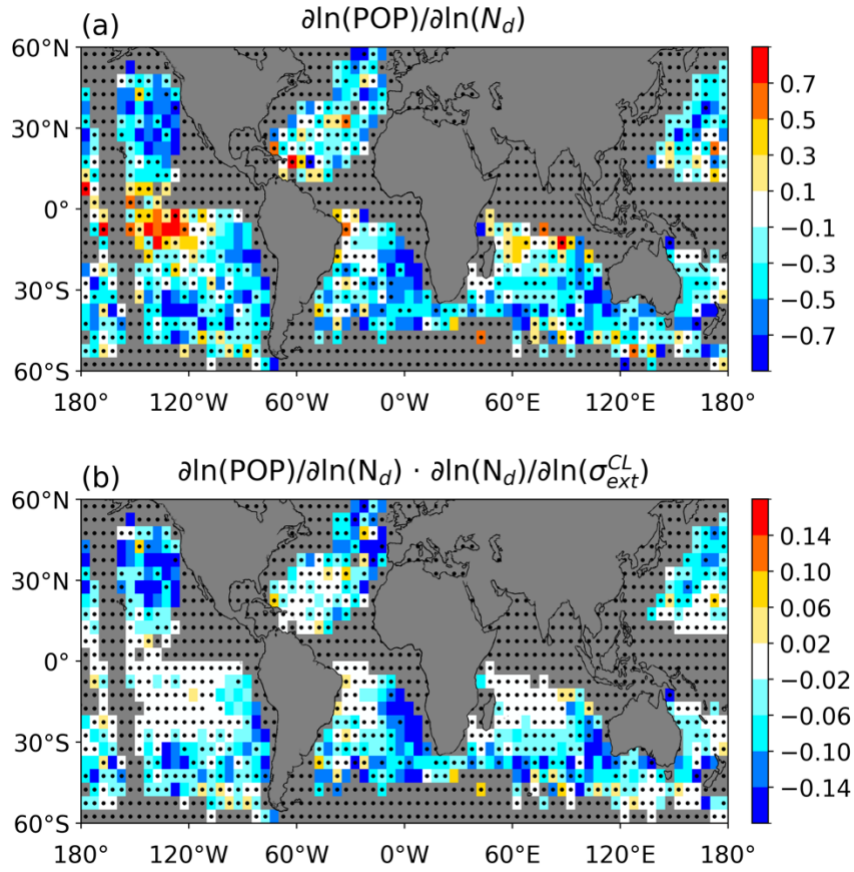 (a) ∂ln(POP)/∂ln(N_d)
60°N
30°N
0°
30°S
60°S
180° 120°W 60°W 0°W 60°E 120°E 180°
0.7
0.5
0.3
0.1
−0.1
−0.3
−0.5
−0.7
(b) ∂ln(POP)/∂ln(N_d) · ∂ln(N_d)/∂ln(σ_ext^CL)
60°N
30°N
0°
30°S
60°S
180° 120°W 60°W 0°W 60°E 120°E 180°
0.14
0.10
0.06
0.02
−0.02
−0.06
−0.10
−0.14